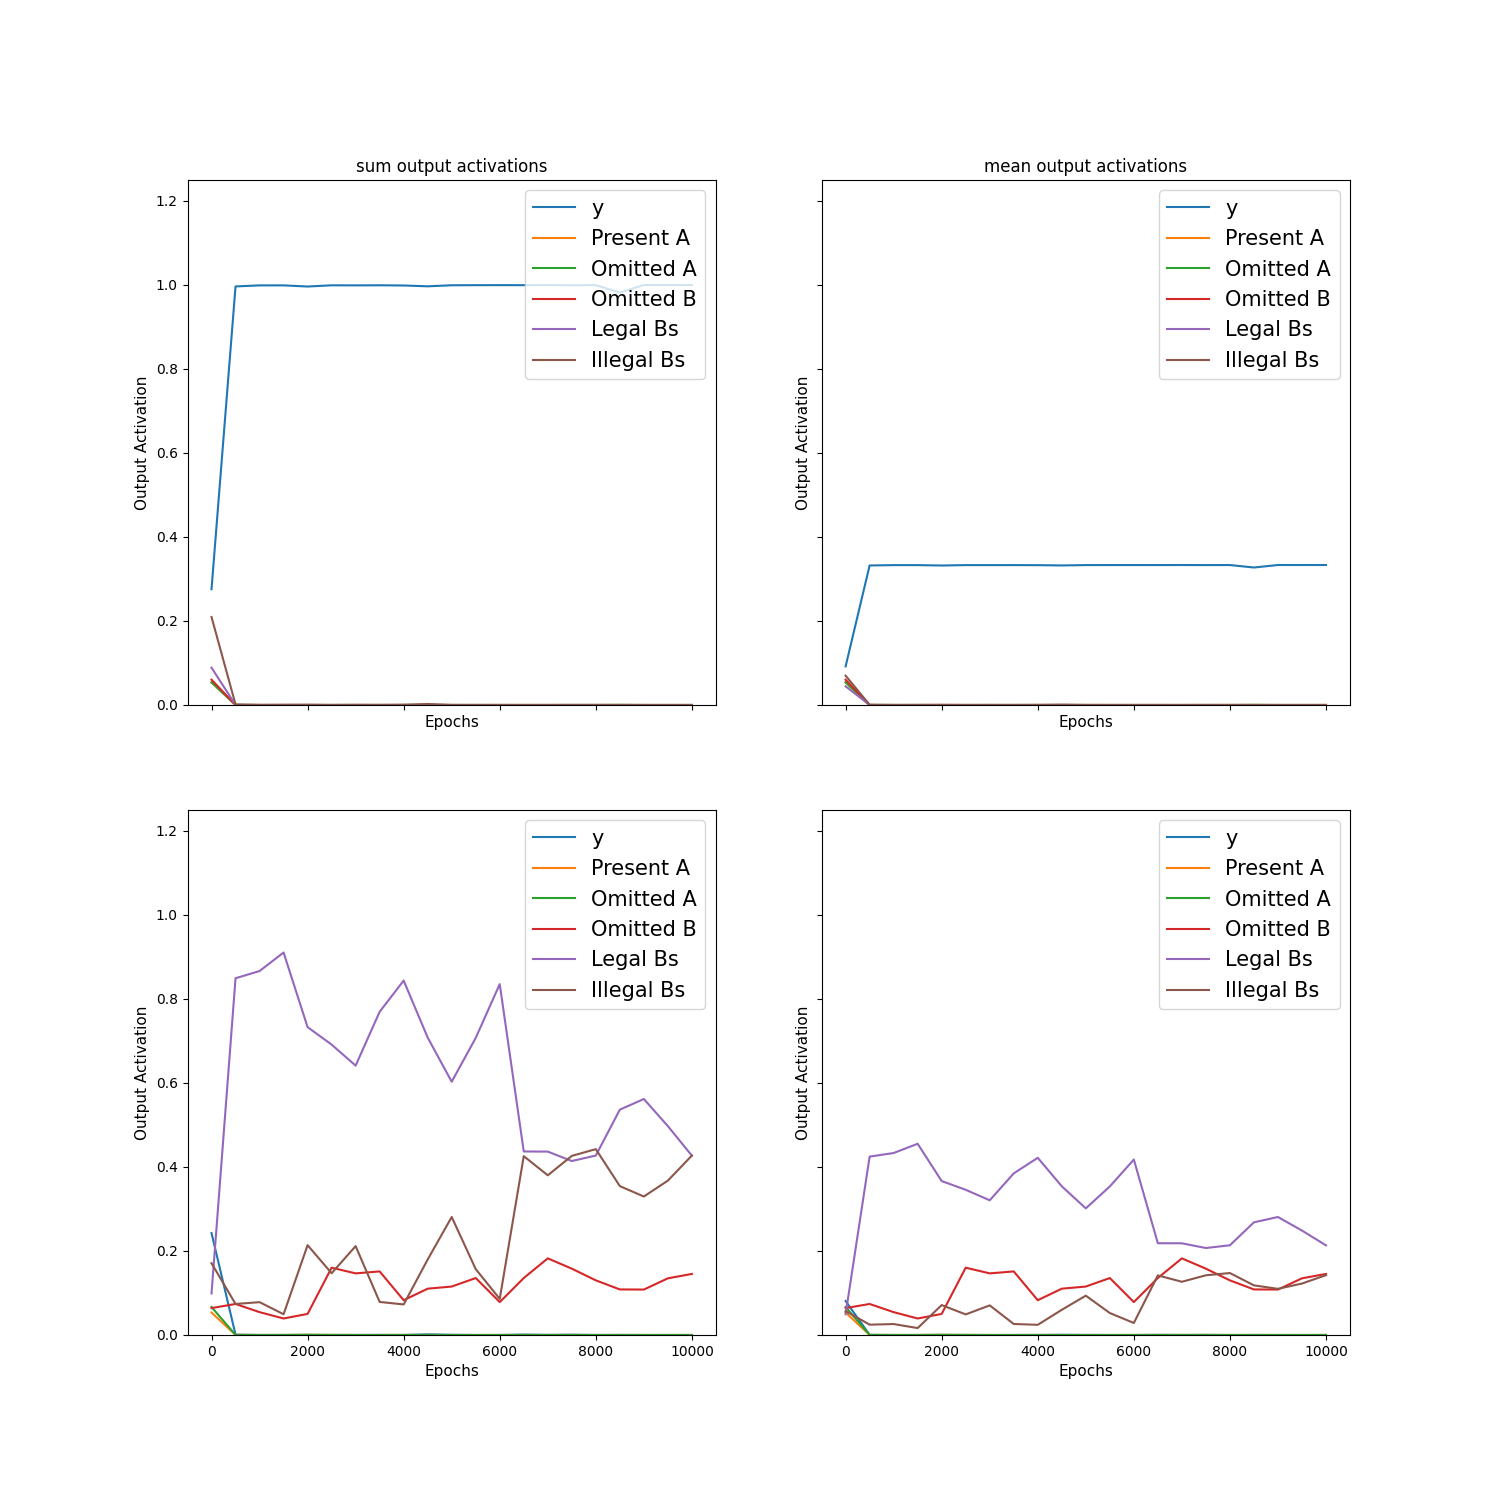 sum output activations
mean output activations
1.2
1.0
0.8
0.6
0.4
0.2
0.0
Output Activation
Epochs
y
Present A
Omitted A
Omitted B
Legal Bs
Illegal Bs
Output Activation
Epochs
y
Present A
Omitted A
Omitted B
Legal Bs
Illegal Bs
1.2
1.0
0.8
0.6
0.4
0.2
0.0
Output Activation
0 2000 4000 6000 8000 10000
Epochs
y
Present A
Omitted A
Omitted B
Legal Bs
Illegal Bs
Output Activation
0 2000 4000 6000 8000 10000
Epochs
y
Present A
Omitted A
Omitted B
Legal Bs
Illegal Bs